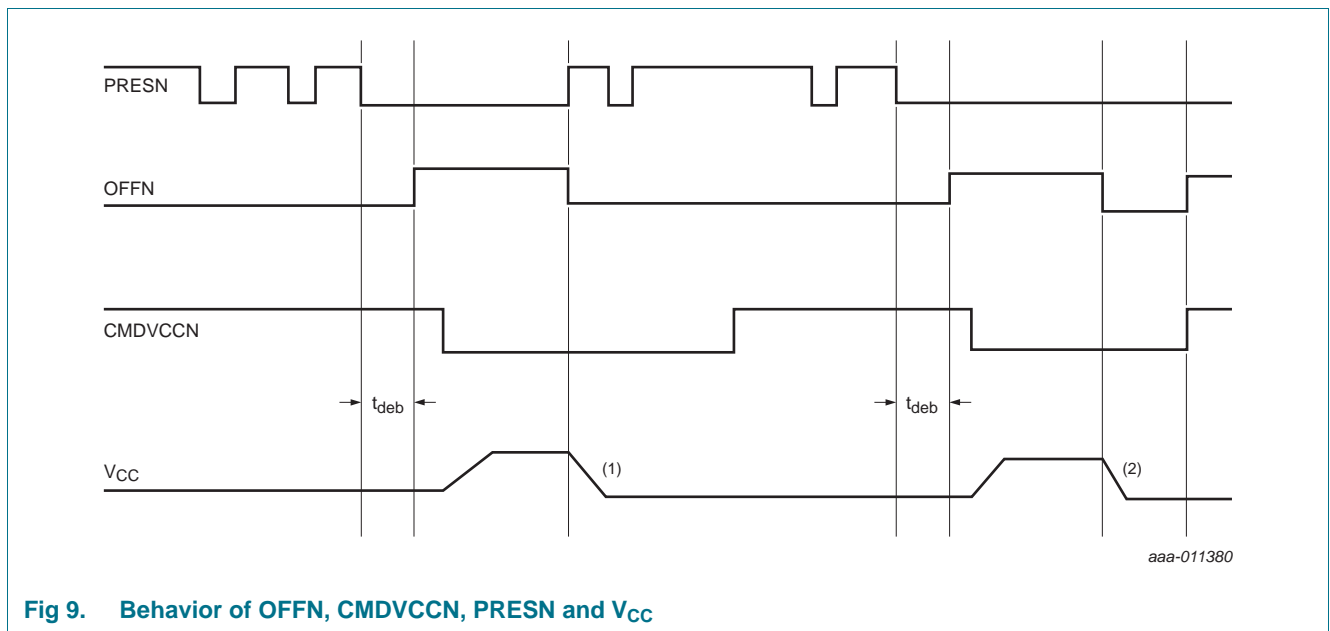 PRESN
OFFN
CMDVCCN
tdeb
tdeb
VCC
(1)
(2)
aaa-011380
Fig 9. Behavior of OFFN, CMDVCCN, PRESN and VCC